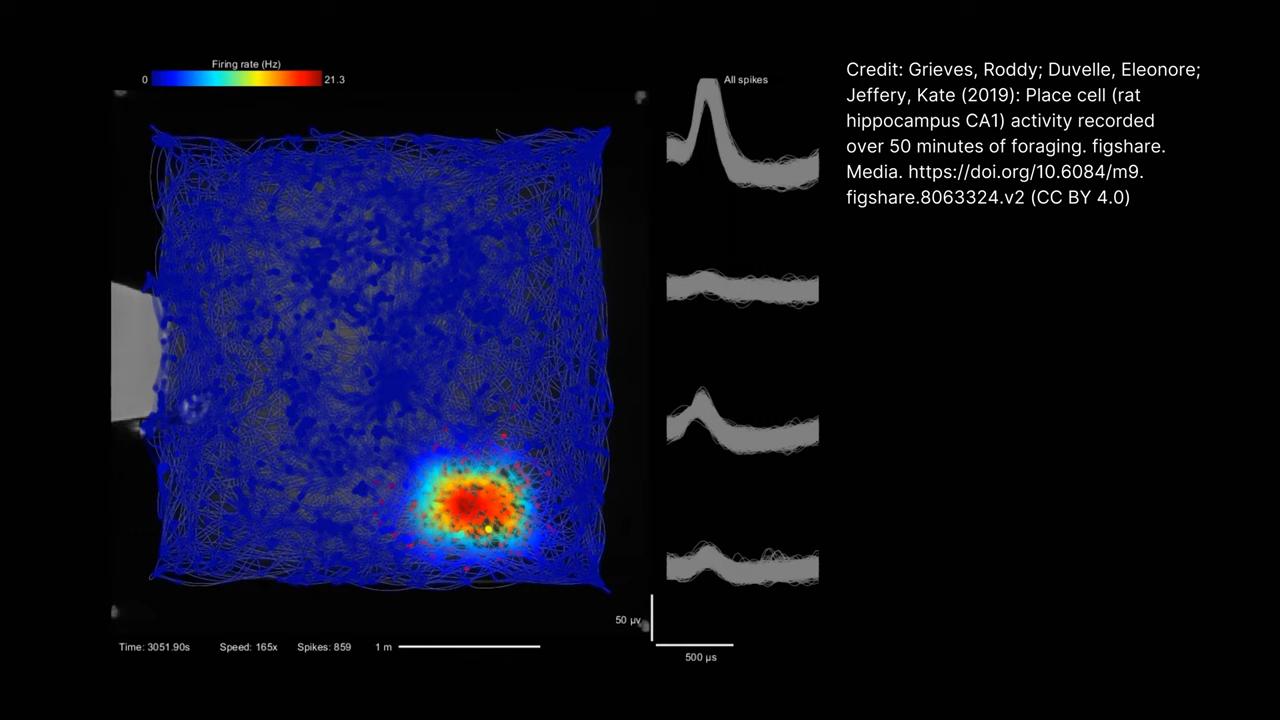 Firing rate (Hz)
0
21.3
All spikes
Credit: Grieves, Roddy; Duvelle, Eleonore;
Jeffery, Kate (2019): Place cell (rat
hippocampus CA1) activity recorded
over 50 minutes of foraging. figshare.
Media. https://doi.org/10.6084/m9.
figshare.8063324.v2 (CC BY 4.0)
50 µv
Time: 3051.90s Speed: 165x Spikes: 859 1 m
500 µs